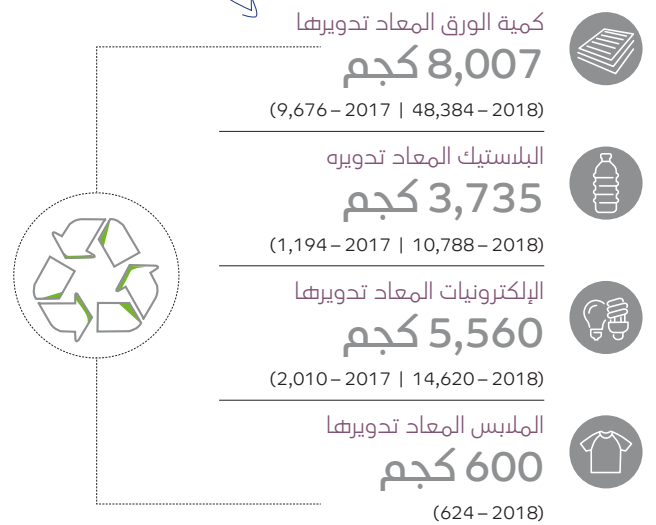 كمية الورق المعاد تدويرها
8,007 كجم
(2018 – 48,384 | 2017 – 9,676)
البلاستيك المعاد تدويره
3,735 كجم
(2018 – 10,788 | 2017 – 1,194)
الإلكترونيات المعاد تدويرها
5,560 كجم
(2018 – 14,620 | 2017 – 2,010)
الملابس المعاد تدويرها
600 كجم
(2018 – 624)